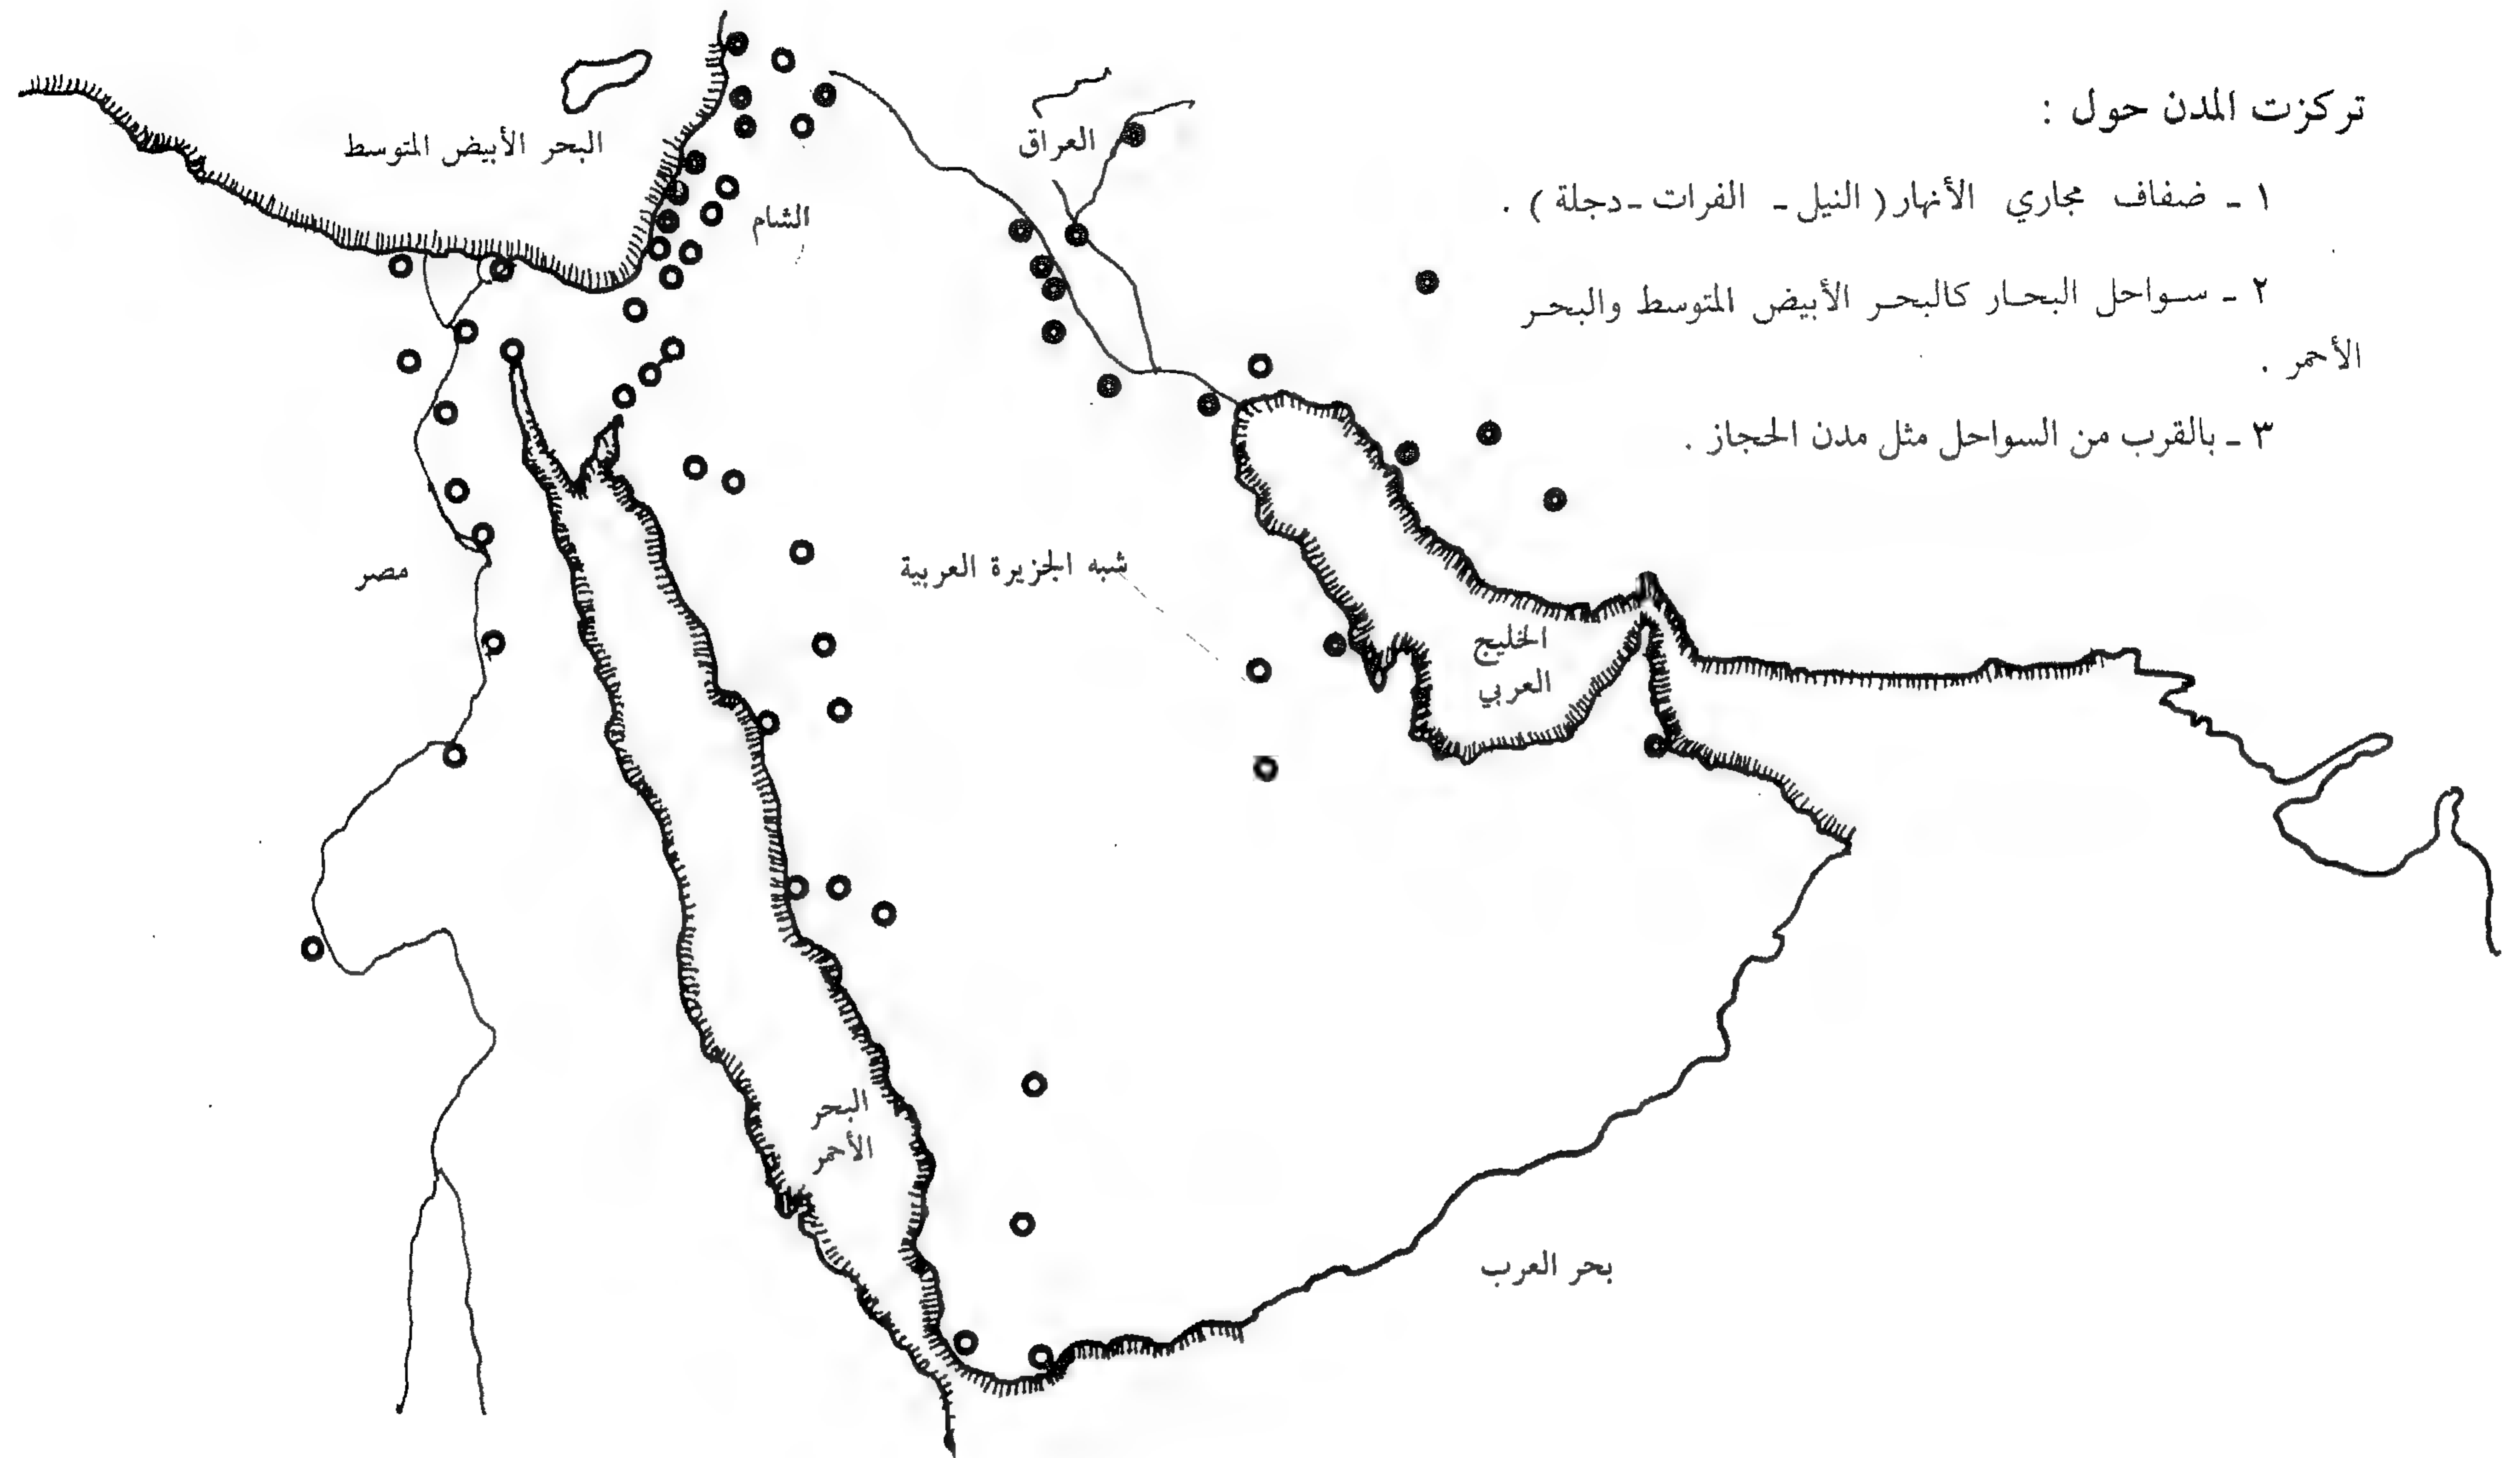 تركزت المدن حول :
١ - ضفاف مجاري الأنهار ( النيل - الفرات - دجلة ) .
٢ - سواحل البحار كالبحر الأبيض المتوسط والبحر
الأحمر .
٣ - بالقرب من السواحل مثل مدن الحجاز .
العراق
البحر الأبيض المتوسط
الشام
شبه الجزيرة العربية
مصر
الخليج
العربي
البحر
الأحمر
بحر العرب